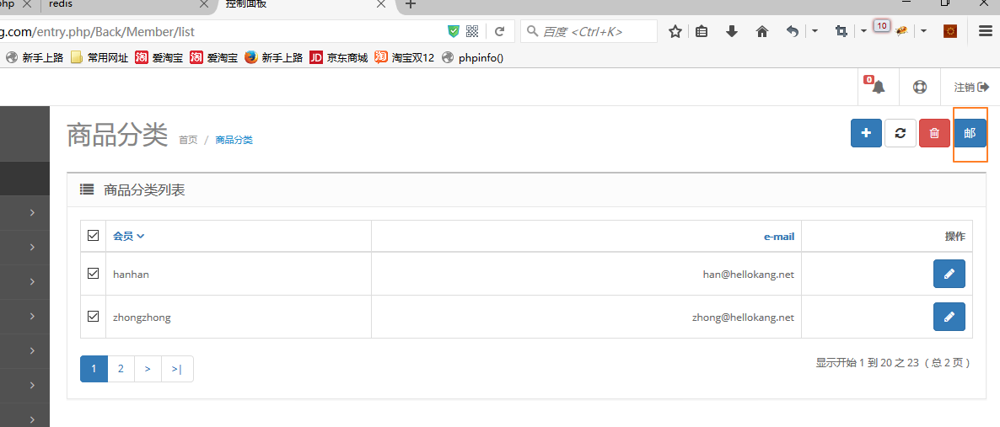 php
redis
控制面板
g.com/entry.php/Back/Member/list
百度 <Ctrl+K>
10
新手上路 常用网址 淘 爱淘宝 淘 爱淘宝 新手上路 JD 京东商城 淘 淘宝双12 phpinfo()
0
注销
商品分类 首页 / 商品分类
邮
商品分类列表
会员 e-mail 操作
hanhan han@hellokang.net
zhongzhong zhong@hellokang.net
1 2 > >|
显示开始 1 到 20 之 23 ( 总 2 页 )